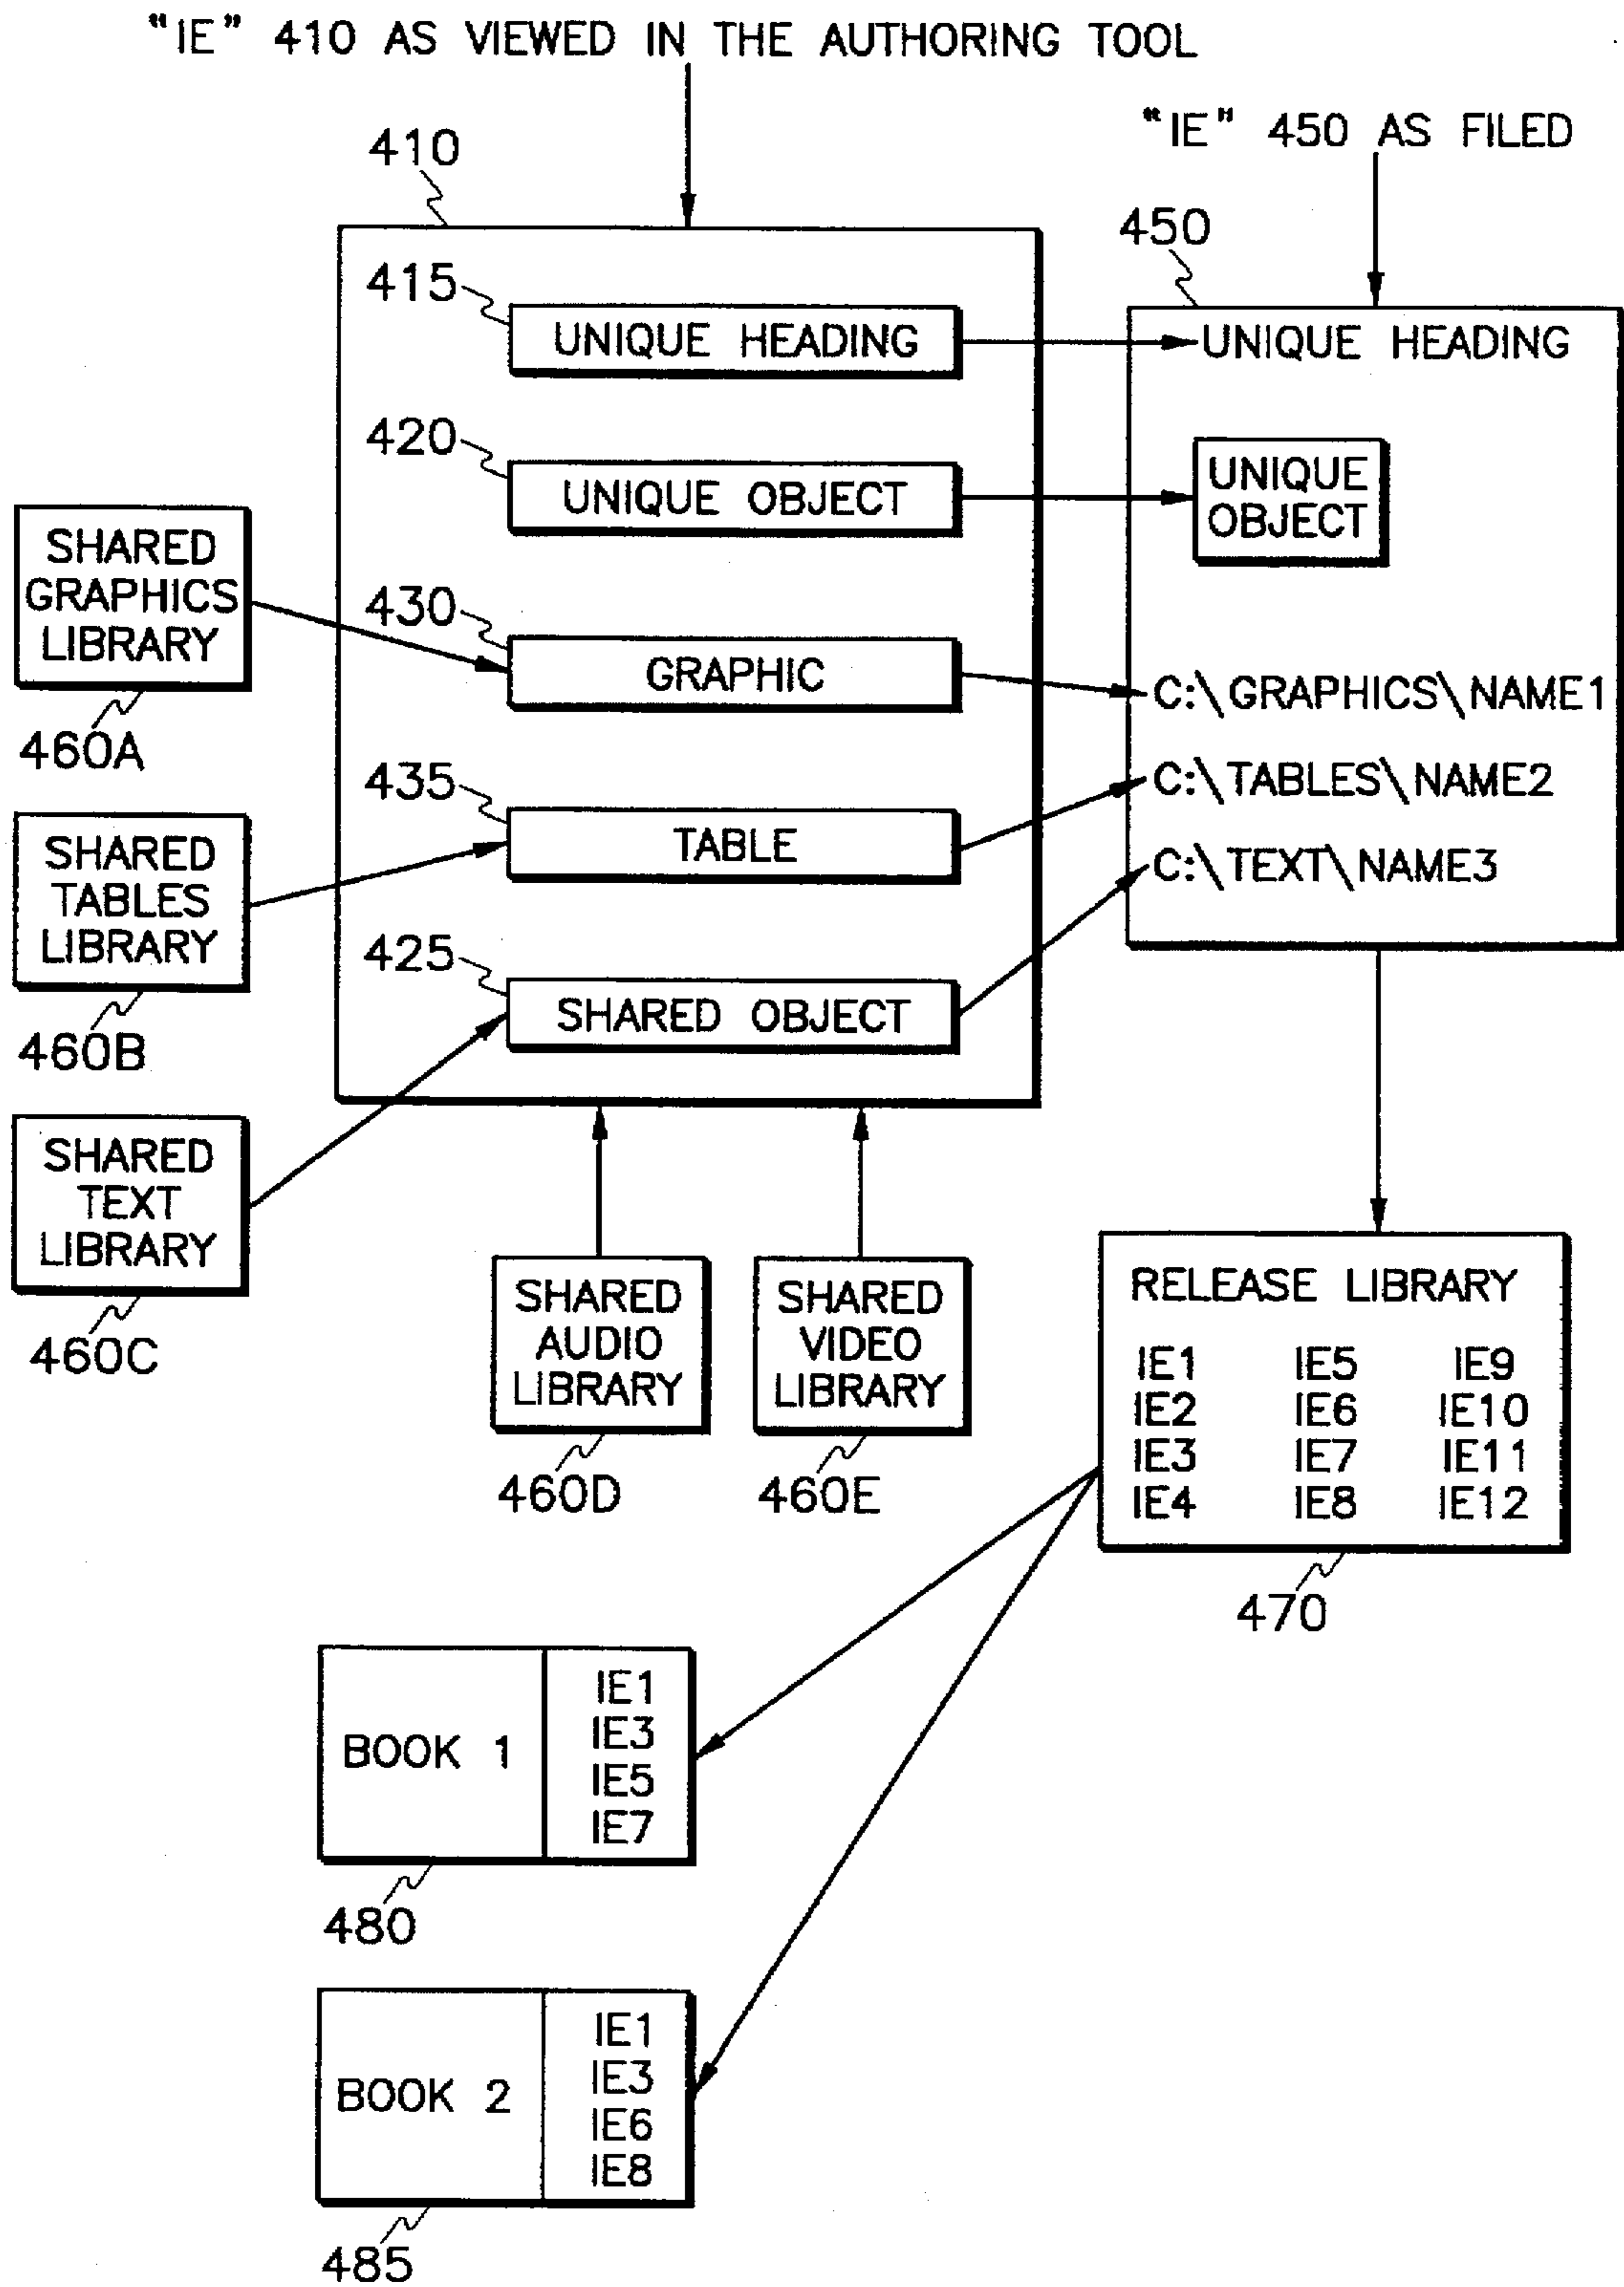 "IE" 410 AS VIEWED IN THE AUTHORING TOOL
"IE" 450 AS FILED
410
450
415
UNIQUE HEADING
UNIQUE HEADING
420
UNIQUE OBJECT
UNIQUE
OBJECT
SHARED
GRAPHICS
LIBRARY
460A
430
GRAPHIC
C:\GRAPHICS\NAME1
435
TABLE
C:\TABLES\NAME2
SHARED
TABLES
LIBRARY
460B
425
SHARED OBJECT
C:\TEXT\NAME3
SHARED
TEXT
LIBRARY
460C
SHARED
AUDIO
LIBRARY
460D
SHARED
VIDEO
LIBRARY
460E
RELEASE LIBRARY
IE1 IE5 IE9
IE2 IE6 IE10
IE3 IE7 IE11
IE4 IE8 IE12
470
BOOK 1
IE1
IE3
IE5
IE7
480
BOOK 2
IE1
IE3
IE6
IE8
485